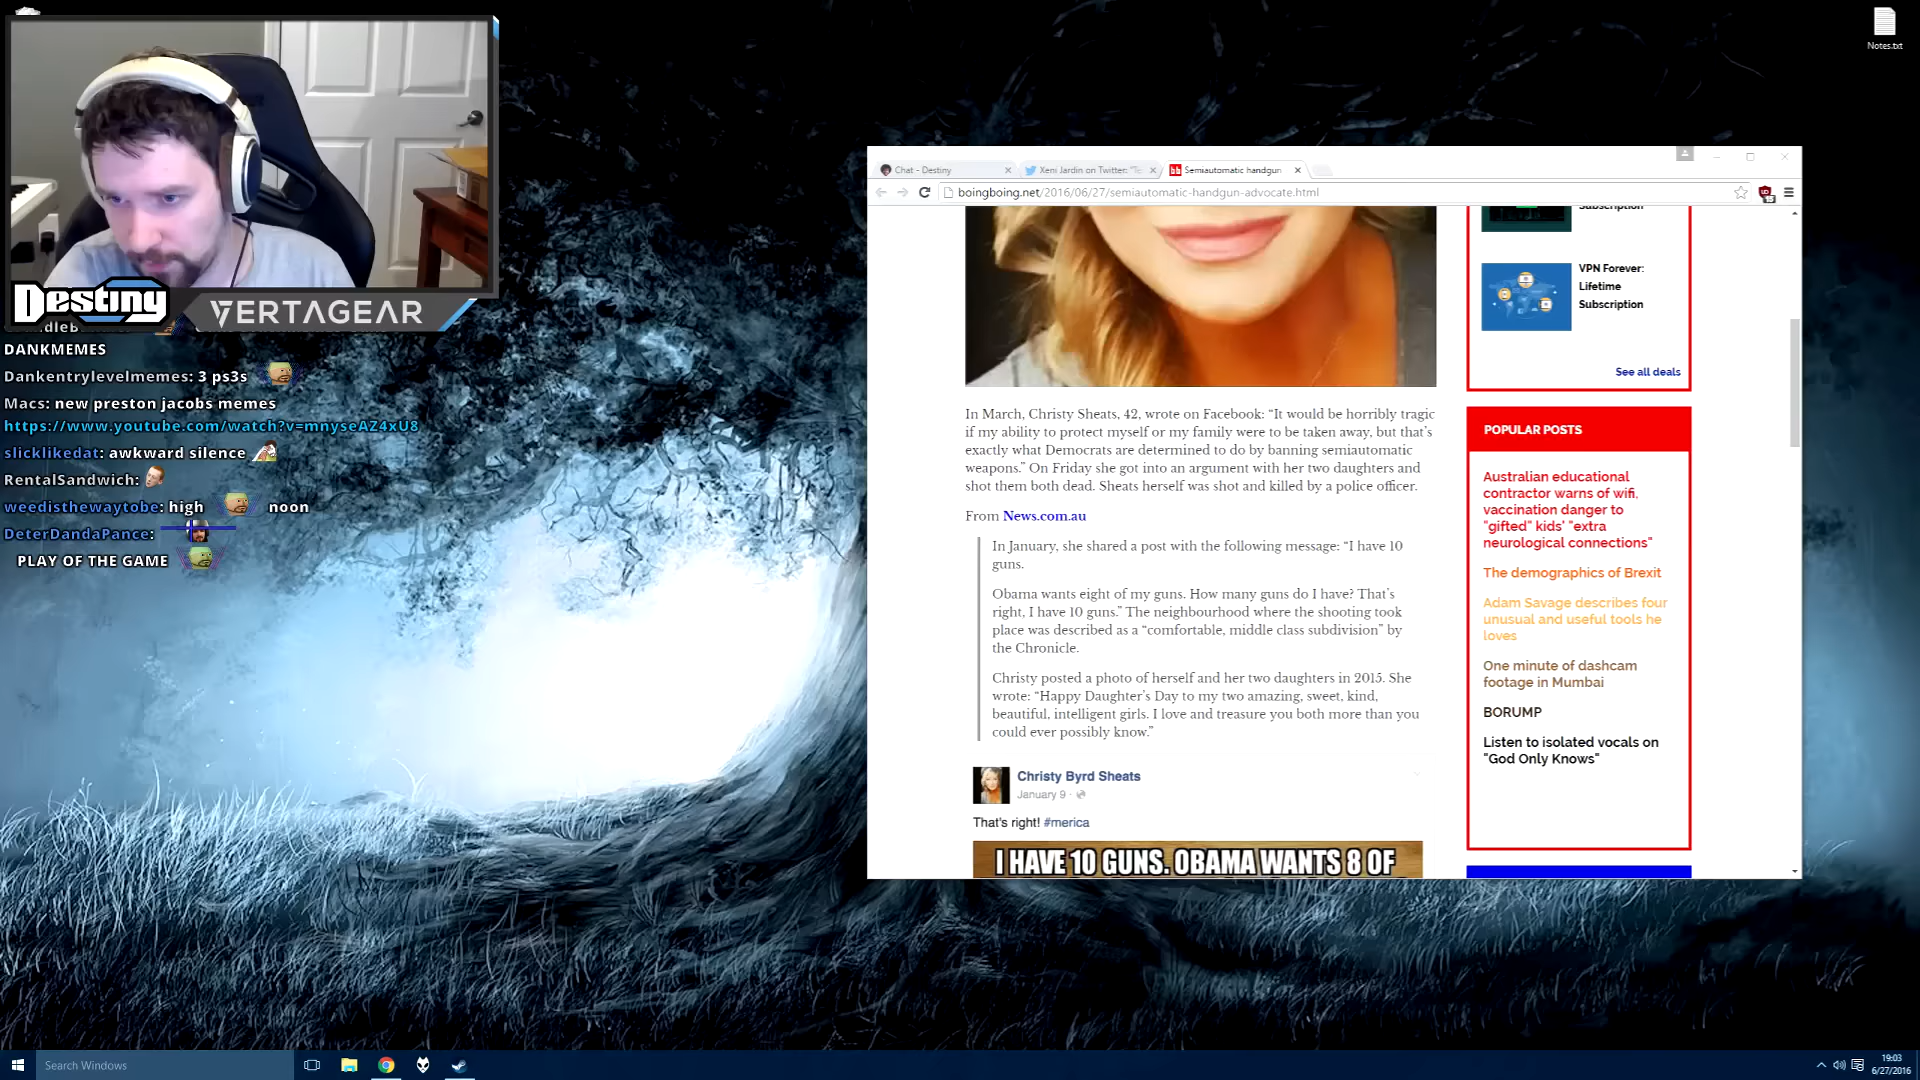 Notes.txt
Destiny
VERTAGEAR
DANKMEMES
Dankentrylevelmemes: 3 ps3s
Macs: new preston jacobs memes
https://www.youtube.com/watch?v=mnyseAZ4xU8
slicklikedat: awkward silence
RentalSandwich:
weedisthewaytobe: high noon
DeterDandaPance:
PLAY OF THE GAME
Chat - Destiny
Xeni Jardin on Twitter: "Te
Semiautomatic handgun
boingboing.net/2016/06/27/semiautomatic-handgun-advocate.html
In March, Christy Sheats, 42, wrote on Facebook: “It would be horribly tragic
if my ability to protect myself or my family were to be taken away, but that’s
exactly what Democrats are determined to do by banning semiautomatic
weapons.” On Friday she got into an argument with her two daughters and
shot them both dead. Sheats herself was shot and killed by a police officer.
From News.com.au
In January, she shared a post with the following message: “I have 10
guns.
Obama wants eight of my guns. How many guns do I have? That’s
right, I have 10 guns.” The neighbourhood where the shooting took
place was described as a “comfortable, middle class subdivision” by
the Chronicle.
Christy posted a photo of herself and her two daughters in 2015. She
wrote: “Happy Daughter’s Day to my two amazing, sweet, kind,
beautiful, intelligent girls. I love and treasure you both more than you
could ever possibly know.”
Christy Byrd Sheats
January 9 ·
That's right! #merica
I HAVE 10 GUNS. OBAMA WANTS 8 OF
Subscription
VPN Forever:
Lifetime
Subscription
See all deals
POPULAR POSTS
Australian educational
contractor warns of wifi,
vaccination danger to
"gifted" kids' "extra
neurological connections"
The demographics of Brexit
Adam Savage describes four
unusual and useful tools he
loves
One minute of dashcam
footage in Mumbai
BORUMP
Listen to isolated vocals on
"God Only Knows"
Search Windows
19:03
6/27/2016